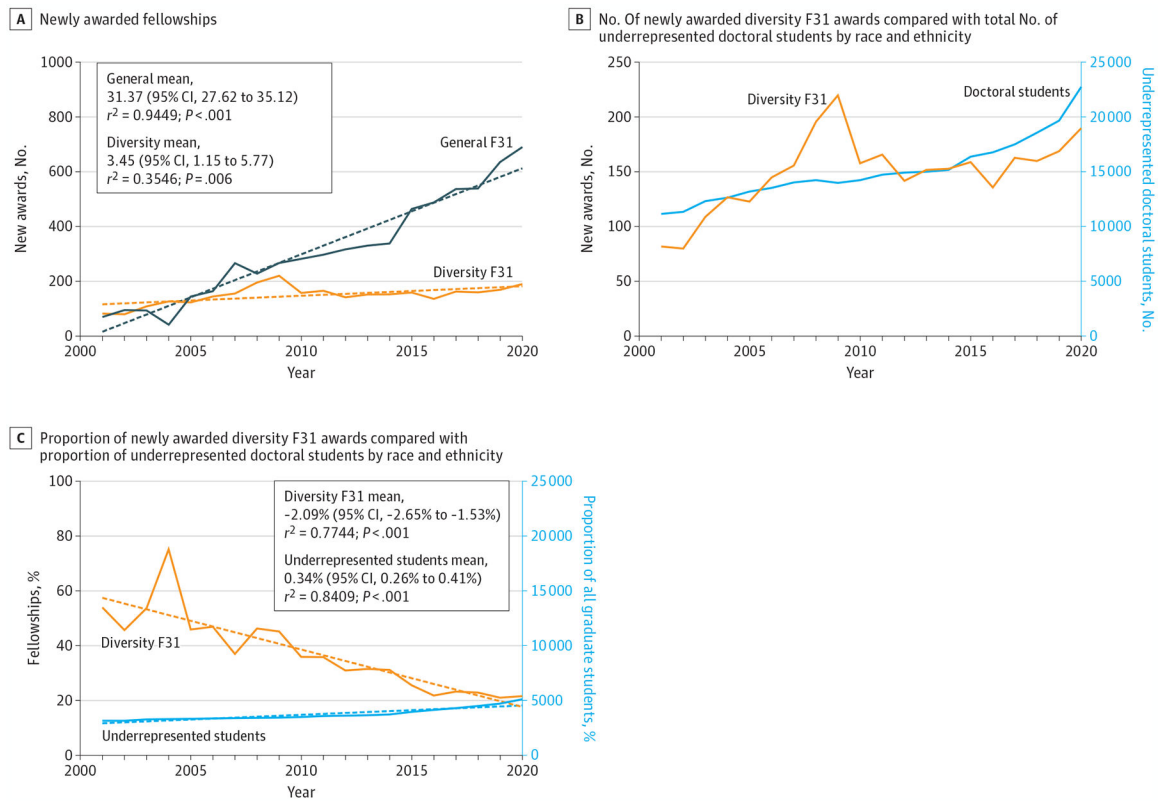 A Newly awarded fellowships
New awards, No.
1000
800
600
400
200
0
General mean,
31.37 (95% CI, 27.62 to 35.12)
r2 = 0.9449; P<.001
Diversity mean,
3.45 (95% CI, 1.15 to 5.77)
r2 = 0.3546; P=.006
General F31
Diversity F31
2000 2005 2010 2015 2020
Year
B No. Of newly awarded diversity F31 awards compared with total No. of
underrepresented doctoral students by race and ethnicity
New awards, No.
250
200
150
100
50
0
Diversity F31
Doctoral students
25000
20000
15000
10000
5000
0
Underrepresented doctoral students, No.
2000 2005 2010 2015 2020
Year
C Proportion of newly awarded diversity F31 awards compared with
proportion of underrepresented doctoral students by race and ethnicity
Fellowships, %
100
80
60
40
20
0
Diversity F31 mean,
–2.09% (95% CI, –2.65% to –1.53%)
r2 = 0.7744; P<.001
Underrepresented students mean,
0.34% (95% CI, 0.26% to 0.41%)
r2 = 0.8409; P<.001
Diversity F31
Underrepresented students
25000
20000
15000
10000
5000
0
Proportion of all graduate students, %
2000 2005 2010 2015 2020
Year